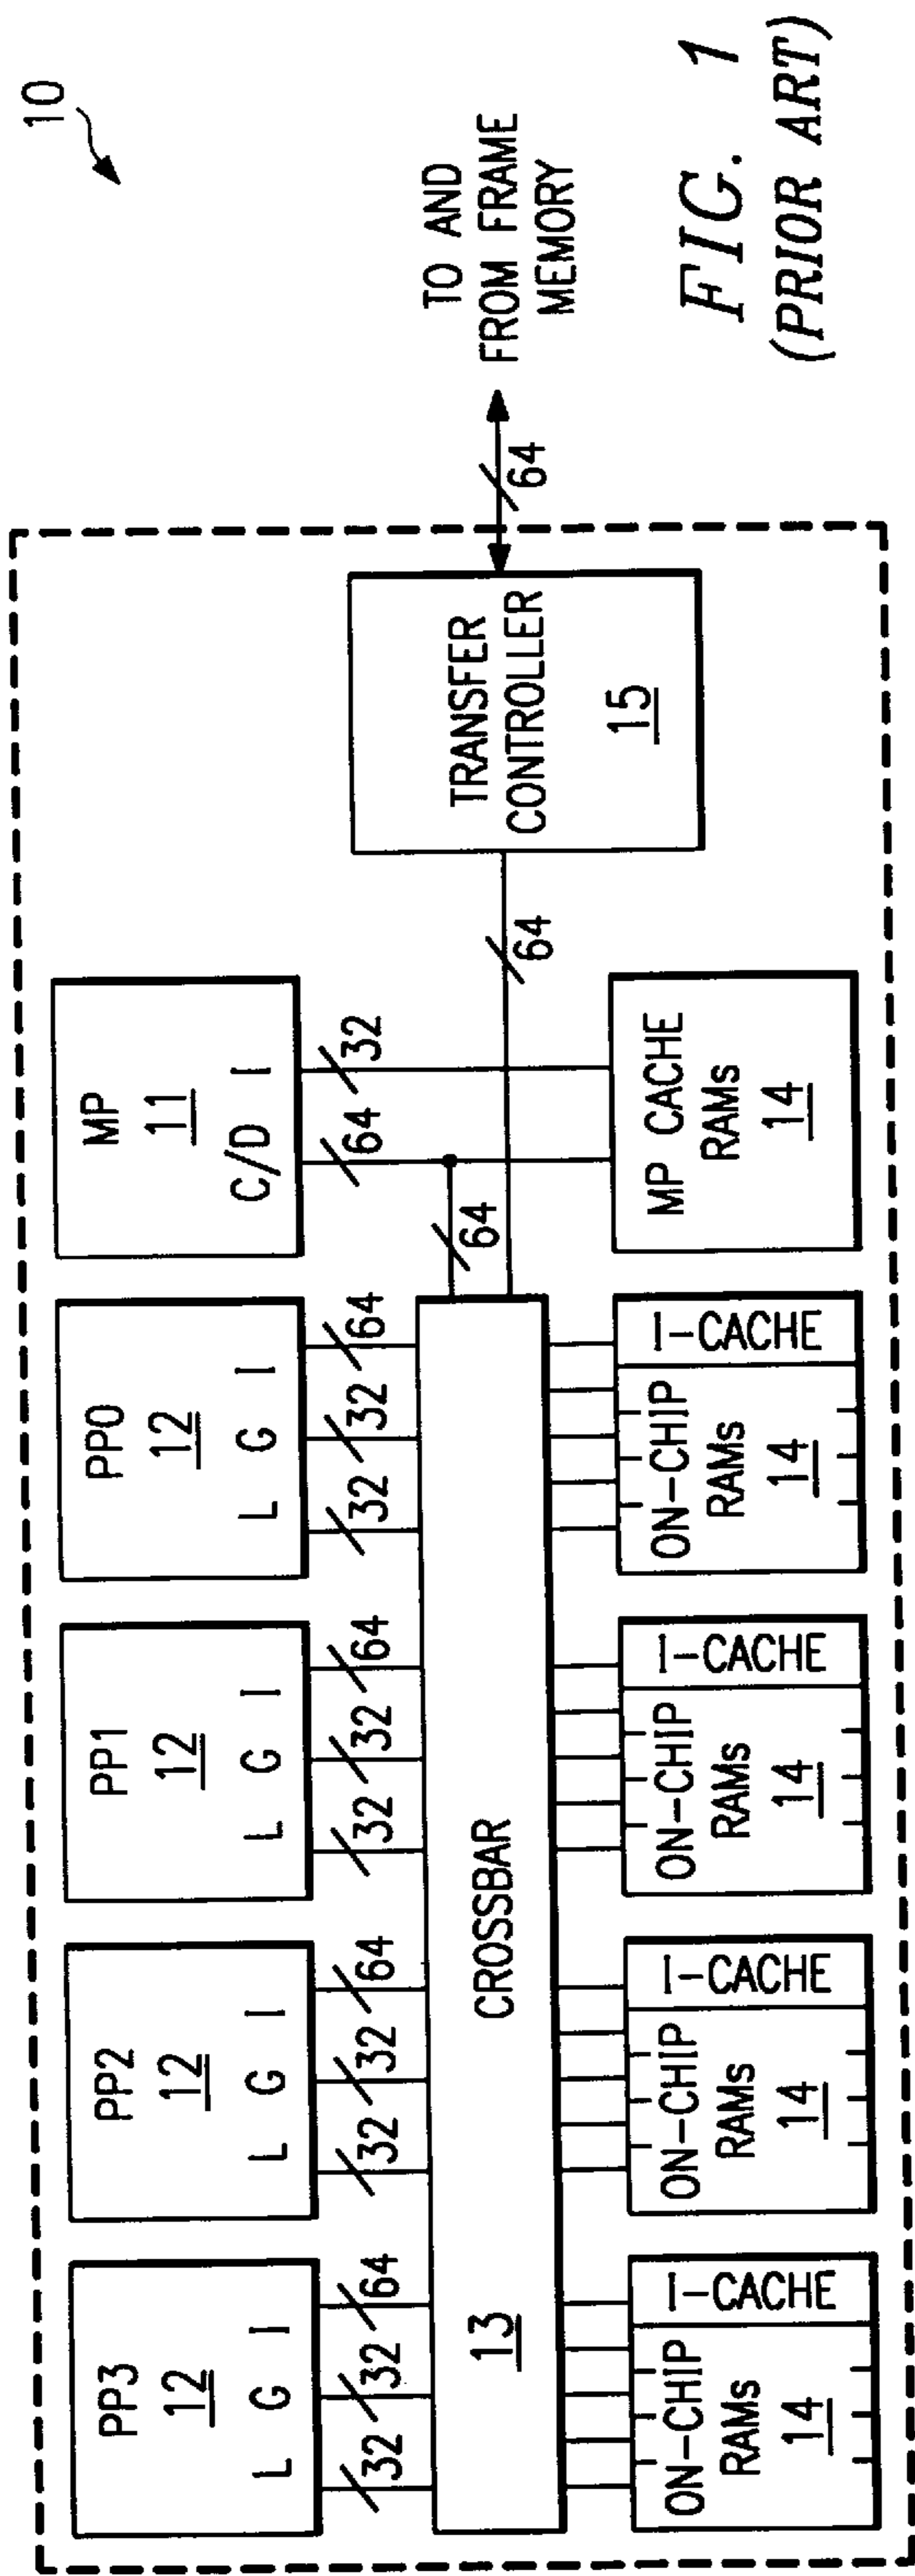 10
PP3
12
L G I
32 32 64
PP2
12
L G I
32 32 64
PP1
12
L G I
32 32 64
PP0
12
L G I
32 32 64
MP
11
C/D I
64 32
64
64
CROSSBAR
13
TRANSFER
CONTROLLER
15
64
TO AND
FROM FRAME
MEMORY
ON-CHIP
RAMs
14
I-CACHE
ON-CHIP
RAMs
14
I-CACHE
ON-CHIP
RAMs
14
I-CACHE
ON-CHIP
RAMs
14
I-CACHE
MP CACHE
RAMs
14
FIG. 1
(PRIOR ART)